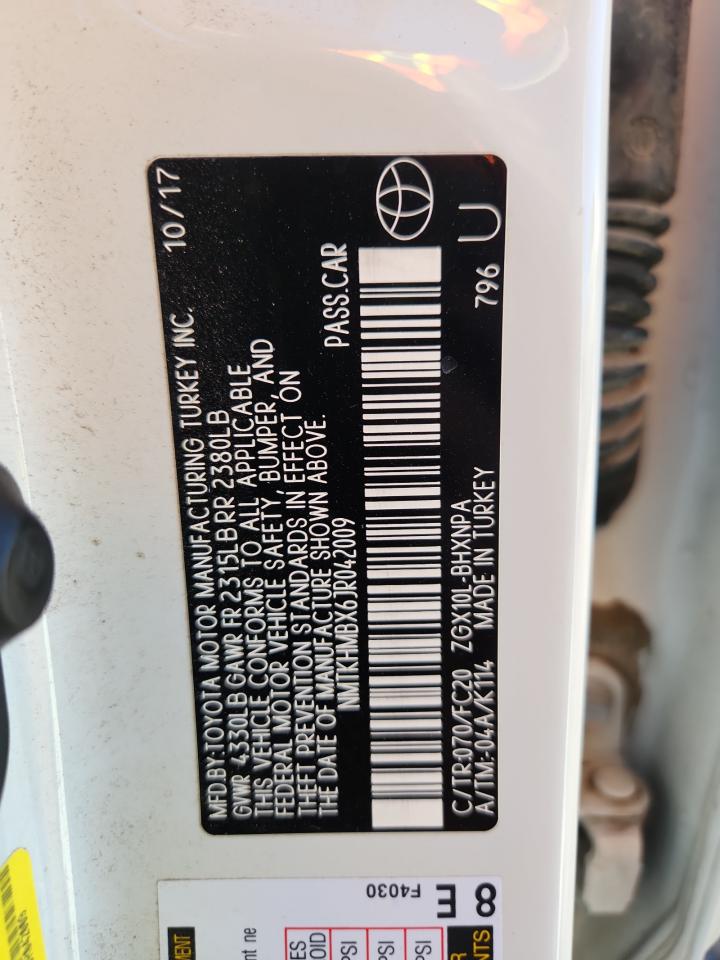 MFD.BY:TOYOTA MOTOR MANUFACTURING TURKEY INC. 10/17
GVWR 4330LB GAWR FR 2315LB RR 2380LB
THIS VEHICLE CONFORMS TO ALL APPLICABLE
FEDERAL MOTOR VEHICLE SAFETY, BUMPER, AND
THEFT PREVENTION STANDARDS IN EFFECT ON
THE DATE OF MANUFACTURE SHOWN ABOVE.
NMTKHMBX6JR042009 PASS.CAR
C/TR:070/FC20 ZGX10L-BHXNPA 796 U
A/TM:-04A/K114 MADE IN TURKEY
8
E
F4030
PSI
PSI
PSI